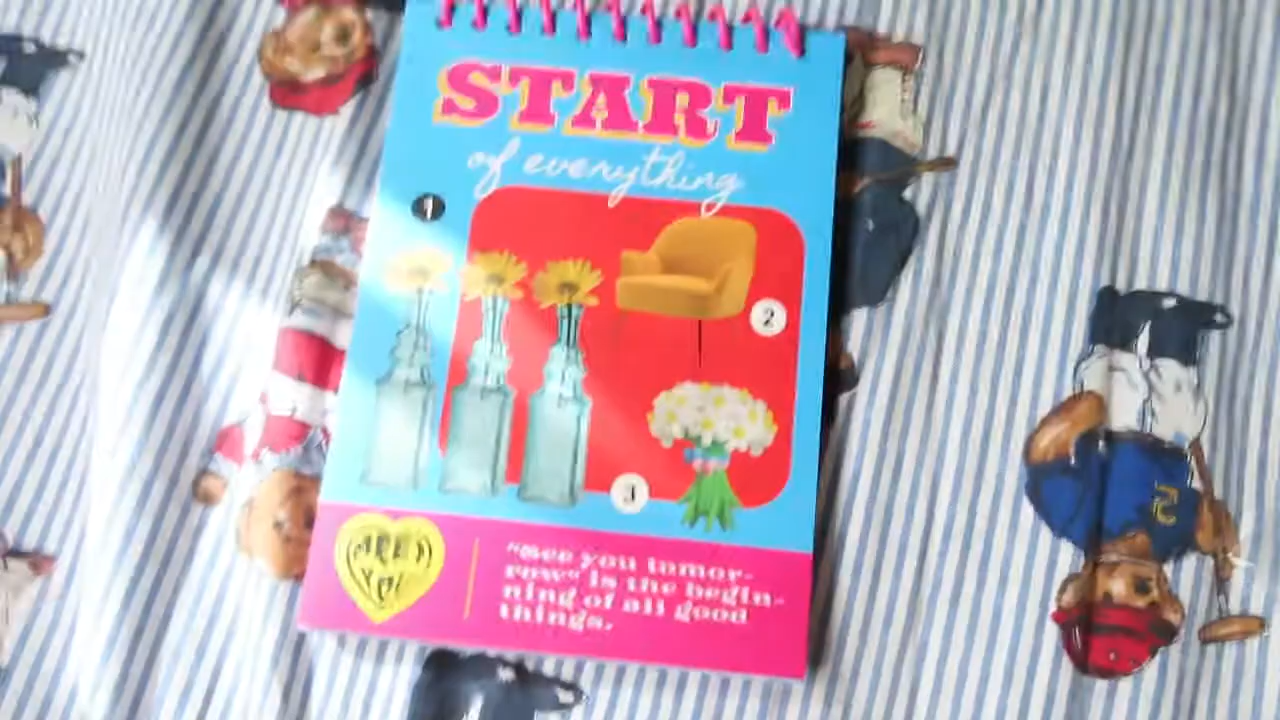 START
of everything
1
2
3
"See you tomor-
row" is the begin-
ning of all good
things.